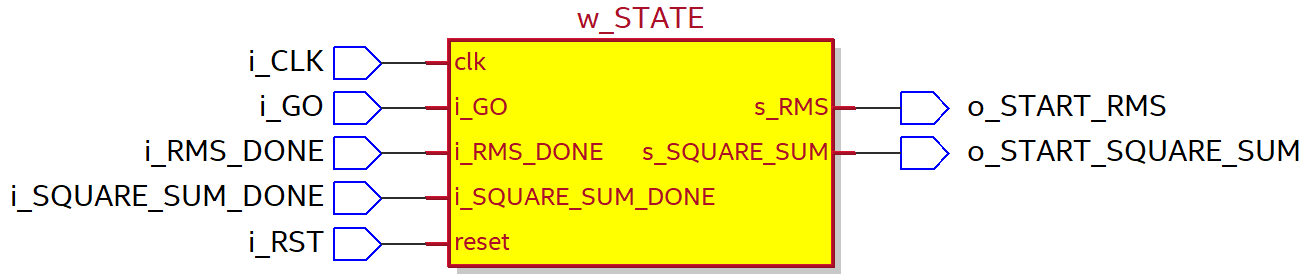 w_STATE
i_CLK clk
i_GO i_GO s_RMS o_START_RMS
i_RMS_DONE i_RMS_DONE s_SQUARE_SUM o_START_SQUARE_SUM
i_SQUARE_SUM_DONE i_SQUARE_SUM_DONE
i_RST reset